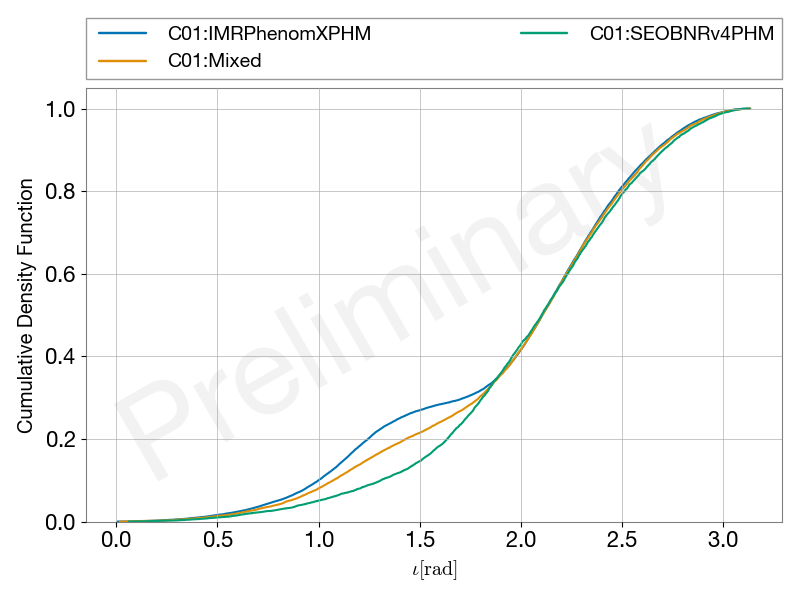 C01:IMRPhenomXPHM
C01:Mixed
C01:SEOBNRv4PHM
Cumulative Density Function
1.0
0.8
0.6
0.4
0.2
0.0
Preliminary
0.0 0.5 1.0 1.5 2.0 2.5 3.0
ι[rad]